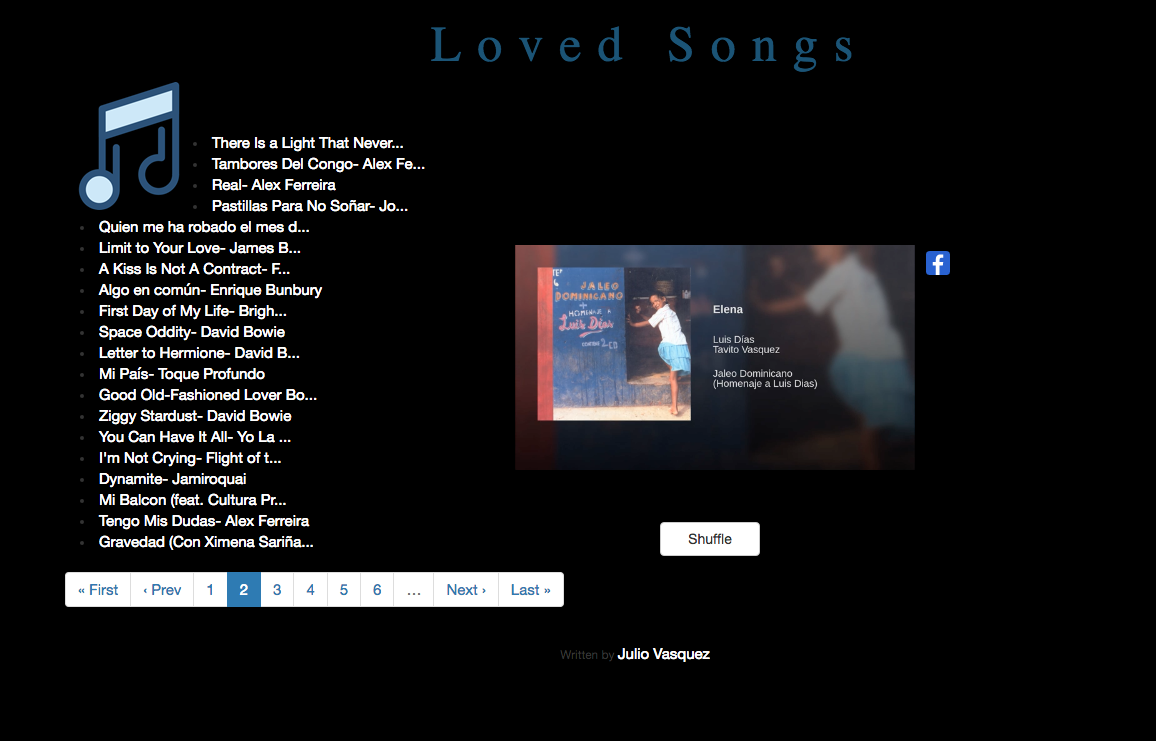 Loved Songs
There Is a Light That Never...
Tambores Del Congo- Alex Fe...
Real- Alex Ferreira
Pastillas Para No Soñar- Jo...
Quien me ha robado el mes d...
Limit to Your Love- James B...
A Kiss Is Not A Contract- F...
Algo en común- Enrique Bunbury
First Day of My Life- Brigh...
Space Oddity- David Bowie
Letter to Hermione- David B...
Mi País- Toque Profundo
Good Old-Fashioned Lover Bo...
Ziggy Stardust- David Bowie
You Can Have It All- Yo La ...
I'm Not Crying- Flight of t...
Dynamite- Jamiroquai
Mi Balcon (feat. Cultura Pr...
Tengo Mis Dudas- Alex Ferreira
Gravedad (Con Ximena Sariña...
JALEO
DOMINICANO
+
HOMENAJE A
Luis Dias
2 CD
Elena
Luis Días
Tavito Vasquez
Jaleo Dominicano
(Homenaje a Luis Dias)
Shuffle
« First ‹ Prev 1 2 3 4 5 6 … Next › Last »
Written by Julio Vasquez